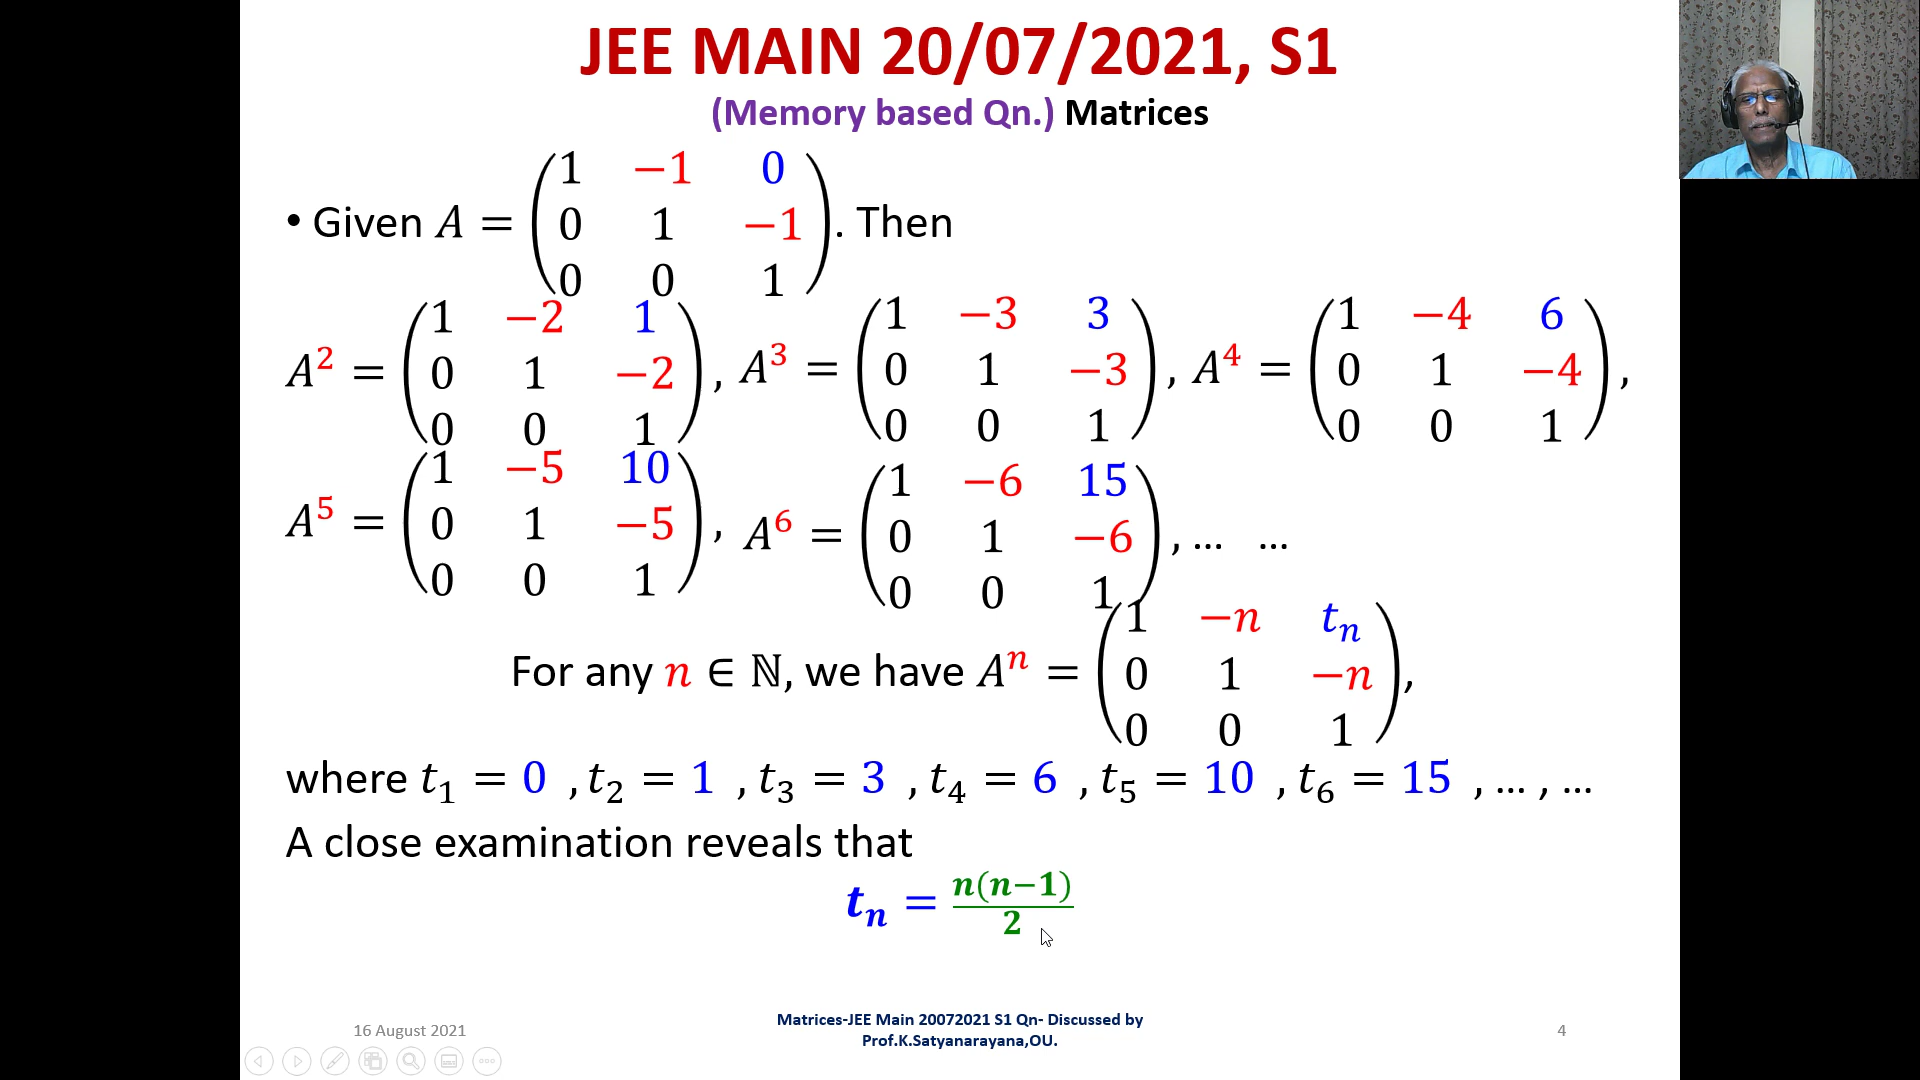 JEE MAIN 20/07/2021, S1
(Memory based Qn.) Matrices
• Given A = (1 −1 0
0 1 −1
0 0 1). Then
A² = (1 −2 1
0 1 −2
0 0 1), A³ = (1 −3 3
0 1 −3
0 0 1), A⁴ = (1 −4 6
0 1 −4
0 0 1),
A⁵ = (1 −5 10
0 1 −5
0 0 1), A⁶ = (1 −6 15
0 1 −6
0 0 1), … …
For any n ∈ ℕ, we have Aⁿ = (1 −n tₙ
0 1 −n
0 0 1),
where t₁ = 0 , t₂ = 1 , t₃ = 3 , t₄ = 6 , t₅ = 10 , t₆ = 15 , … , …
A close examination reveals that
tₙ = n(n−1)/2
16 August 2021
Matrices-JEE Main 20072021 S1 Qn- Discussed by
Prof.K.Satyanarayana,OU.
4